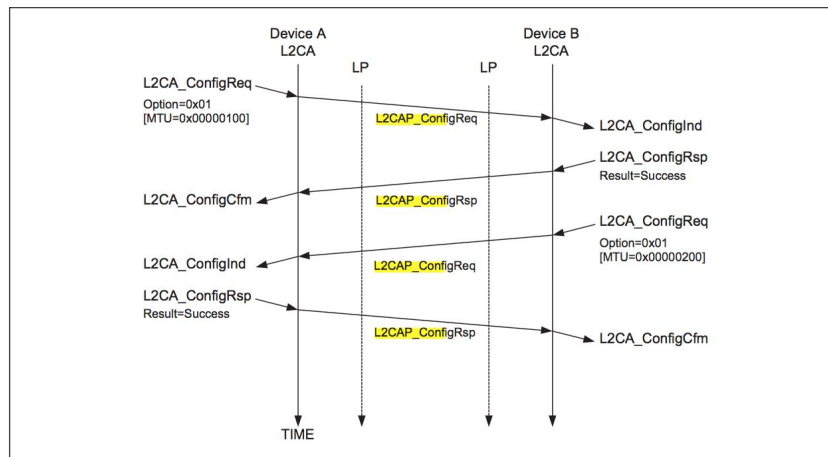 Device A
L2CA
Device B
L2CA
LP
LP
L2CA_ConfigReq
Option=0x01
[MTU=0x00000100]
L2CAP_ConfigReq
L2CA_ConfigInd
L2CA_ConfigRsp
Result=Success
L2CA_ConfigCfm
L2CAP_ConfigRsp
L2CA_ConfigReq
Option=0x01
[MTU=0x00000200]
L2CA_ConfigInd
L2CAP_ConfigReq
L2CA_ConfigRsp
Result=Success
L2CAP_ConfigRsp
L2CA_ConfigCfm
TIME